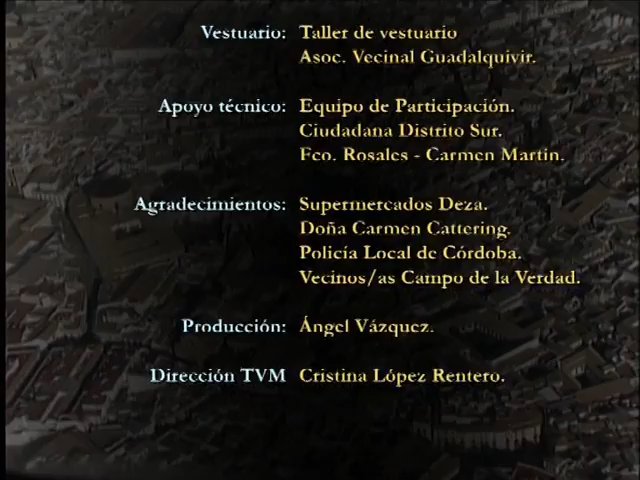 Vestuario: Taller de vestuario
Asoc. Vecinal Guadalquivir.
Apoyo técnico: Equipo de Participación.
Ciudadana Distrito Sur.
Fco. Rosales - Carmen Martin.
Agradecimientos: Supermercados Deza.
Doña Carmen Cattering.
Policía Local de Córdoba.
Vecinos/as Campo de la Verdad.
Producción: Ángel Vázquez.
Dirección TVM Cristina López Rentero.